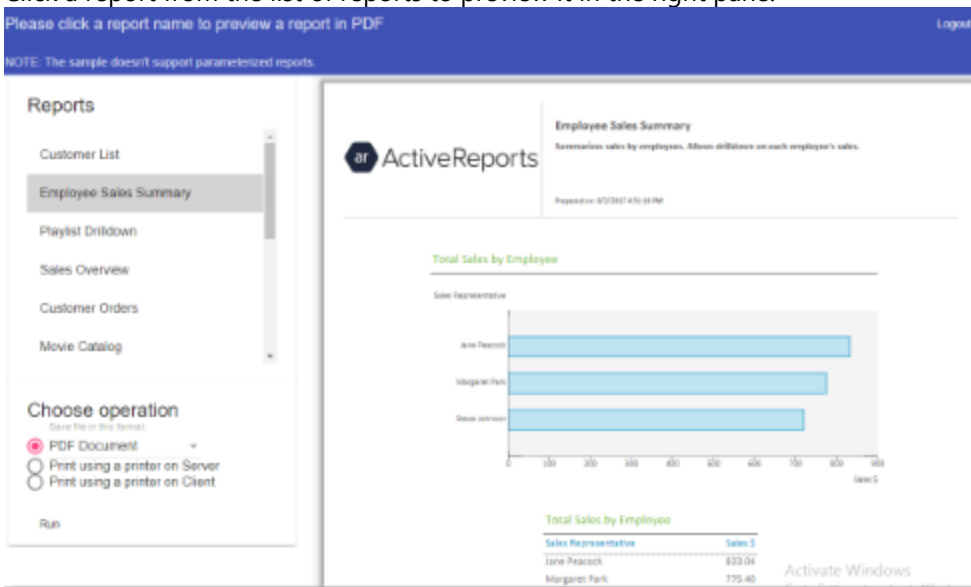 Click a report from the list of reports to preview it in the right pane.
Please click a report name to preview a report in PDF
Logout
NOTE: The sample doesn't support parameterized reports.
Reports
Customer List
Employee Sales Summary
Playlist Drilldown
Sales Overview
Customer Orders
Movie Catalog
Choose operation
Save file in this format:
PDF Document
Print using a printer on Server
Print using a printer on Client
Run
ar ActiveReports
Employee Sales Summary
Summarizes sales by employees. Allows drilldown on each employee's sales.
Prepared on:
Total Sales by Employee
Sales Representative
Jane Peacock
Margaret Park
Steve Johnson
0 100 200 300 400 500 600 700 800 900
Sales $
Total Sales by Employee
Sales Representative Sales $
Jane Peacock 833.04
Margaret Park 775.40
Activate Windows